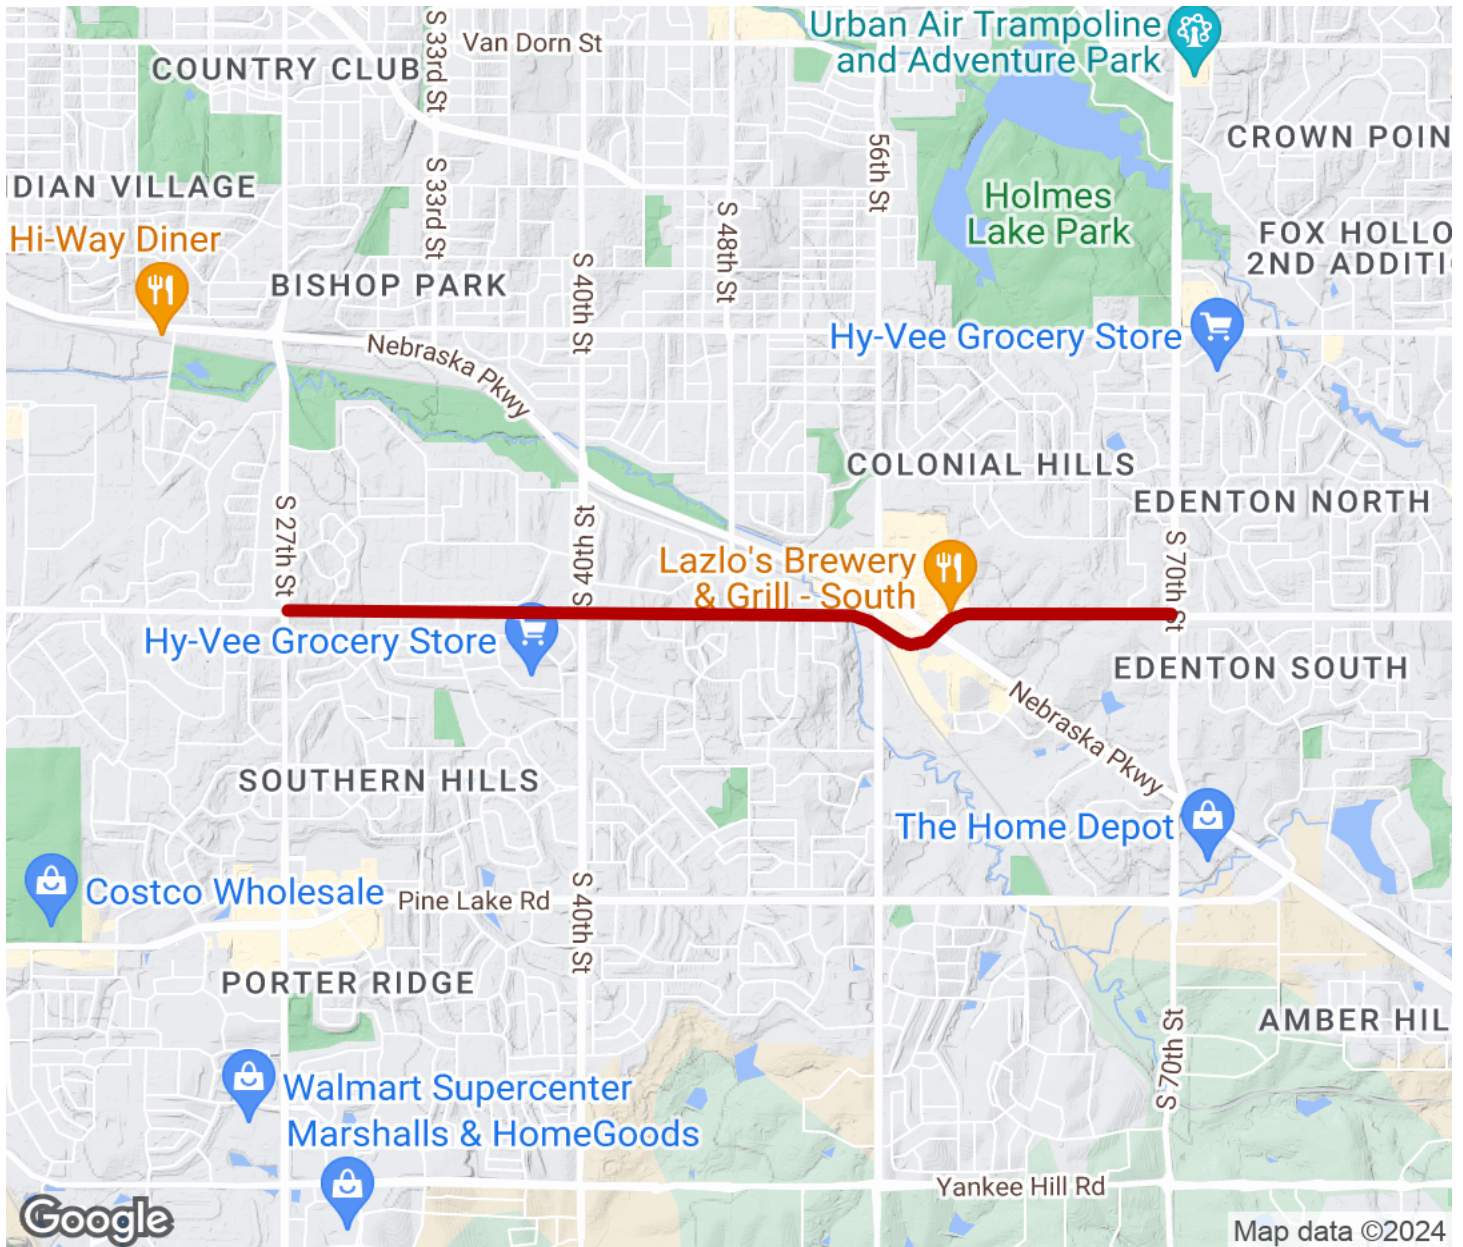 Urban Air Trampoline
and Adventure Park
S 33rd St
Van Dorn St
COUNTRY CLUB
CROWN POIN
56th St
S 33rd St
DIAN VILLAGE
Holmes
Lake Park
S 48th St
Hi-Way Diner
FOX HOLLO
2ND ADDITI
BISHOP PARK
S 40th St
Nebraska Pkwy
Hy-Vee Grocery Store
COLONIAL HILLS
EDENTON NORTH
S 27th St
S 40th St
S 70th St
Lazlo's Brewery
& Grill - South
Hy-Vee Grocery Store
EDENTON SOUTH
Nebraska Pkwy
SOUTHERN HILLS
The Home Depot
Costco Wholesale
Pine Lake Rd
S 40th St
PORTER RIDGE
AMBER HIL
S 70th St
Walmart Supercenter
Marshalls & HomeGoods
Yankee Hill Rd
Google
Map data ©2024